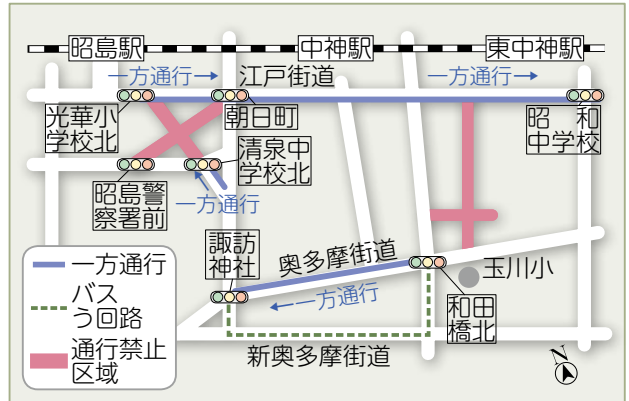 昭島駅
中神駅
東中神駅
一方通行→
江戸街道
一方通行→
光華小
学校北
朝日町
昭和
中学校
清泉中
学校北
昭島警
察署前
一方通行
諏訪
神社
奥多摩街道
←一方通行
玉川小
和田
橋北
新奥多摩街道
一方通行
バス
う回路
通行禁止
区域
N